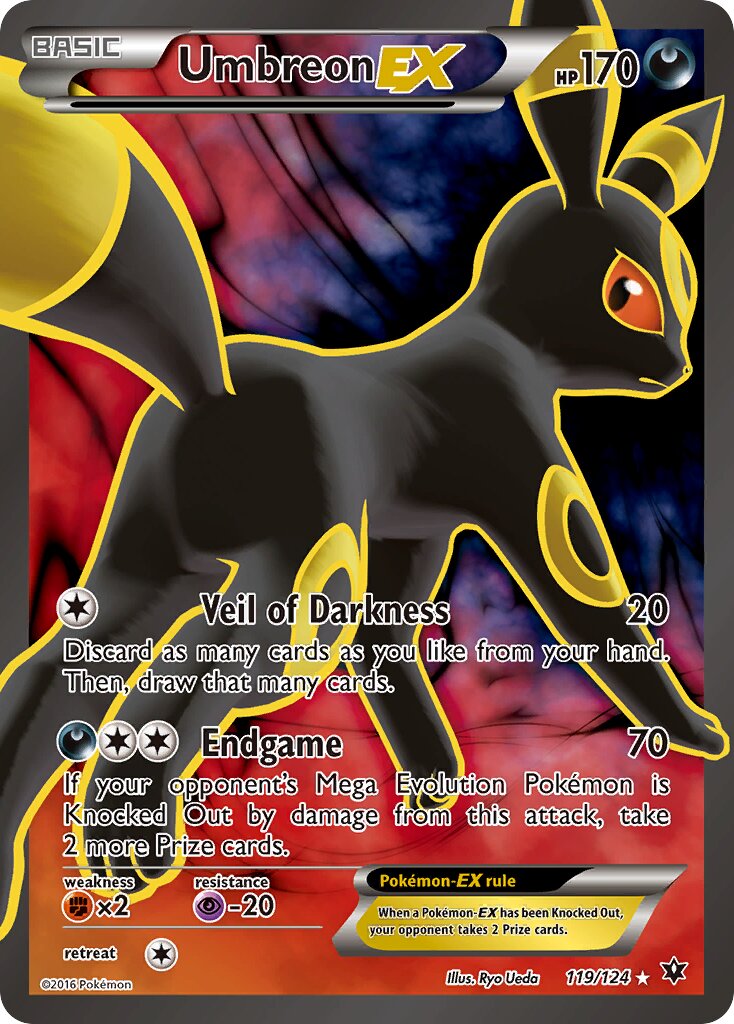 BASIC
Umbreon EX
HP 170
Veil of Darkness 20
Discard as many cards as you like from your hand.
Then, draw that many cards.
Endgame 70
If your opponent's Mega Evolution Pokémon is
Knocked Out by damage from this attack, take
2 more Prize cards.
weakness
×2
resistance
-20
retreat
Pokémon-EX rule
When a Pokémon-EX has been Knocked Out,
your opponent takes 2 Prize cards.
©2016 Pokémon
Illus. Ryo Ueda
119/124